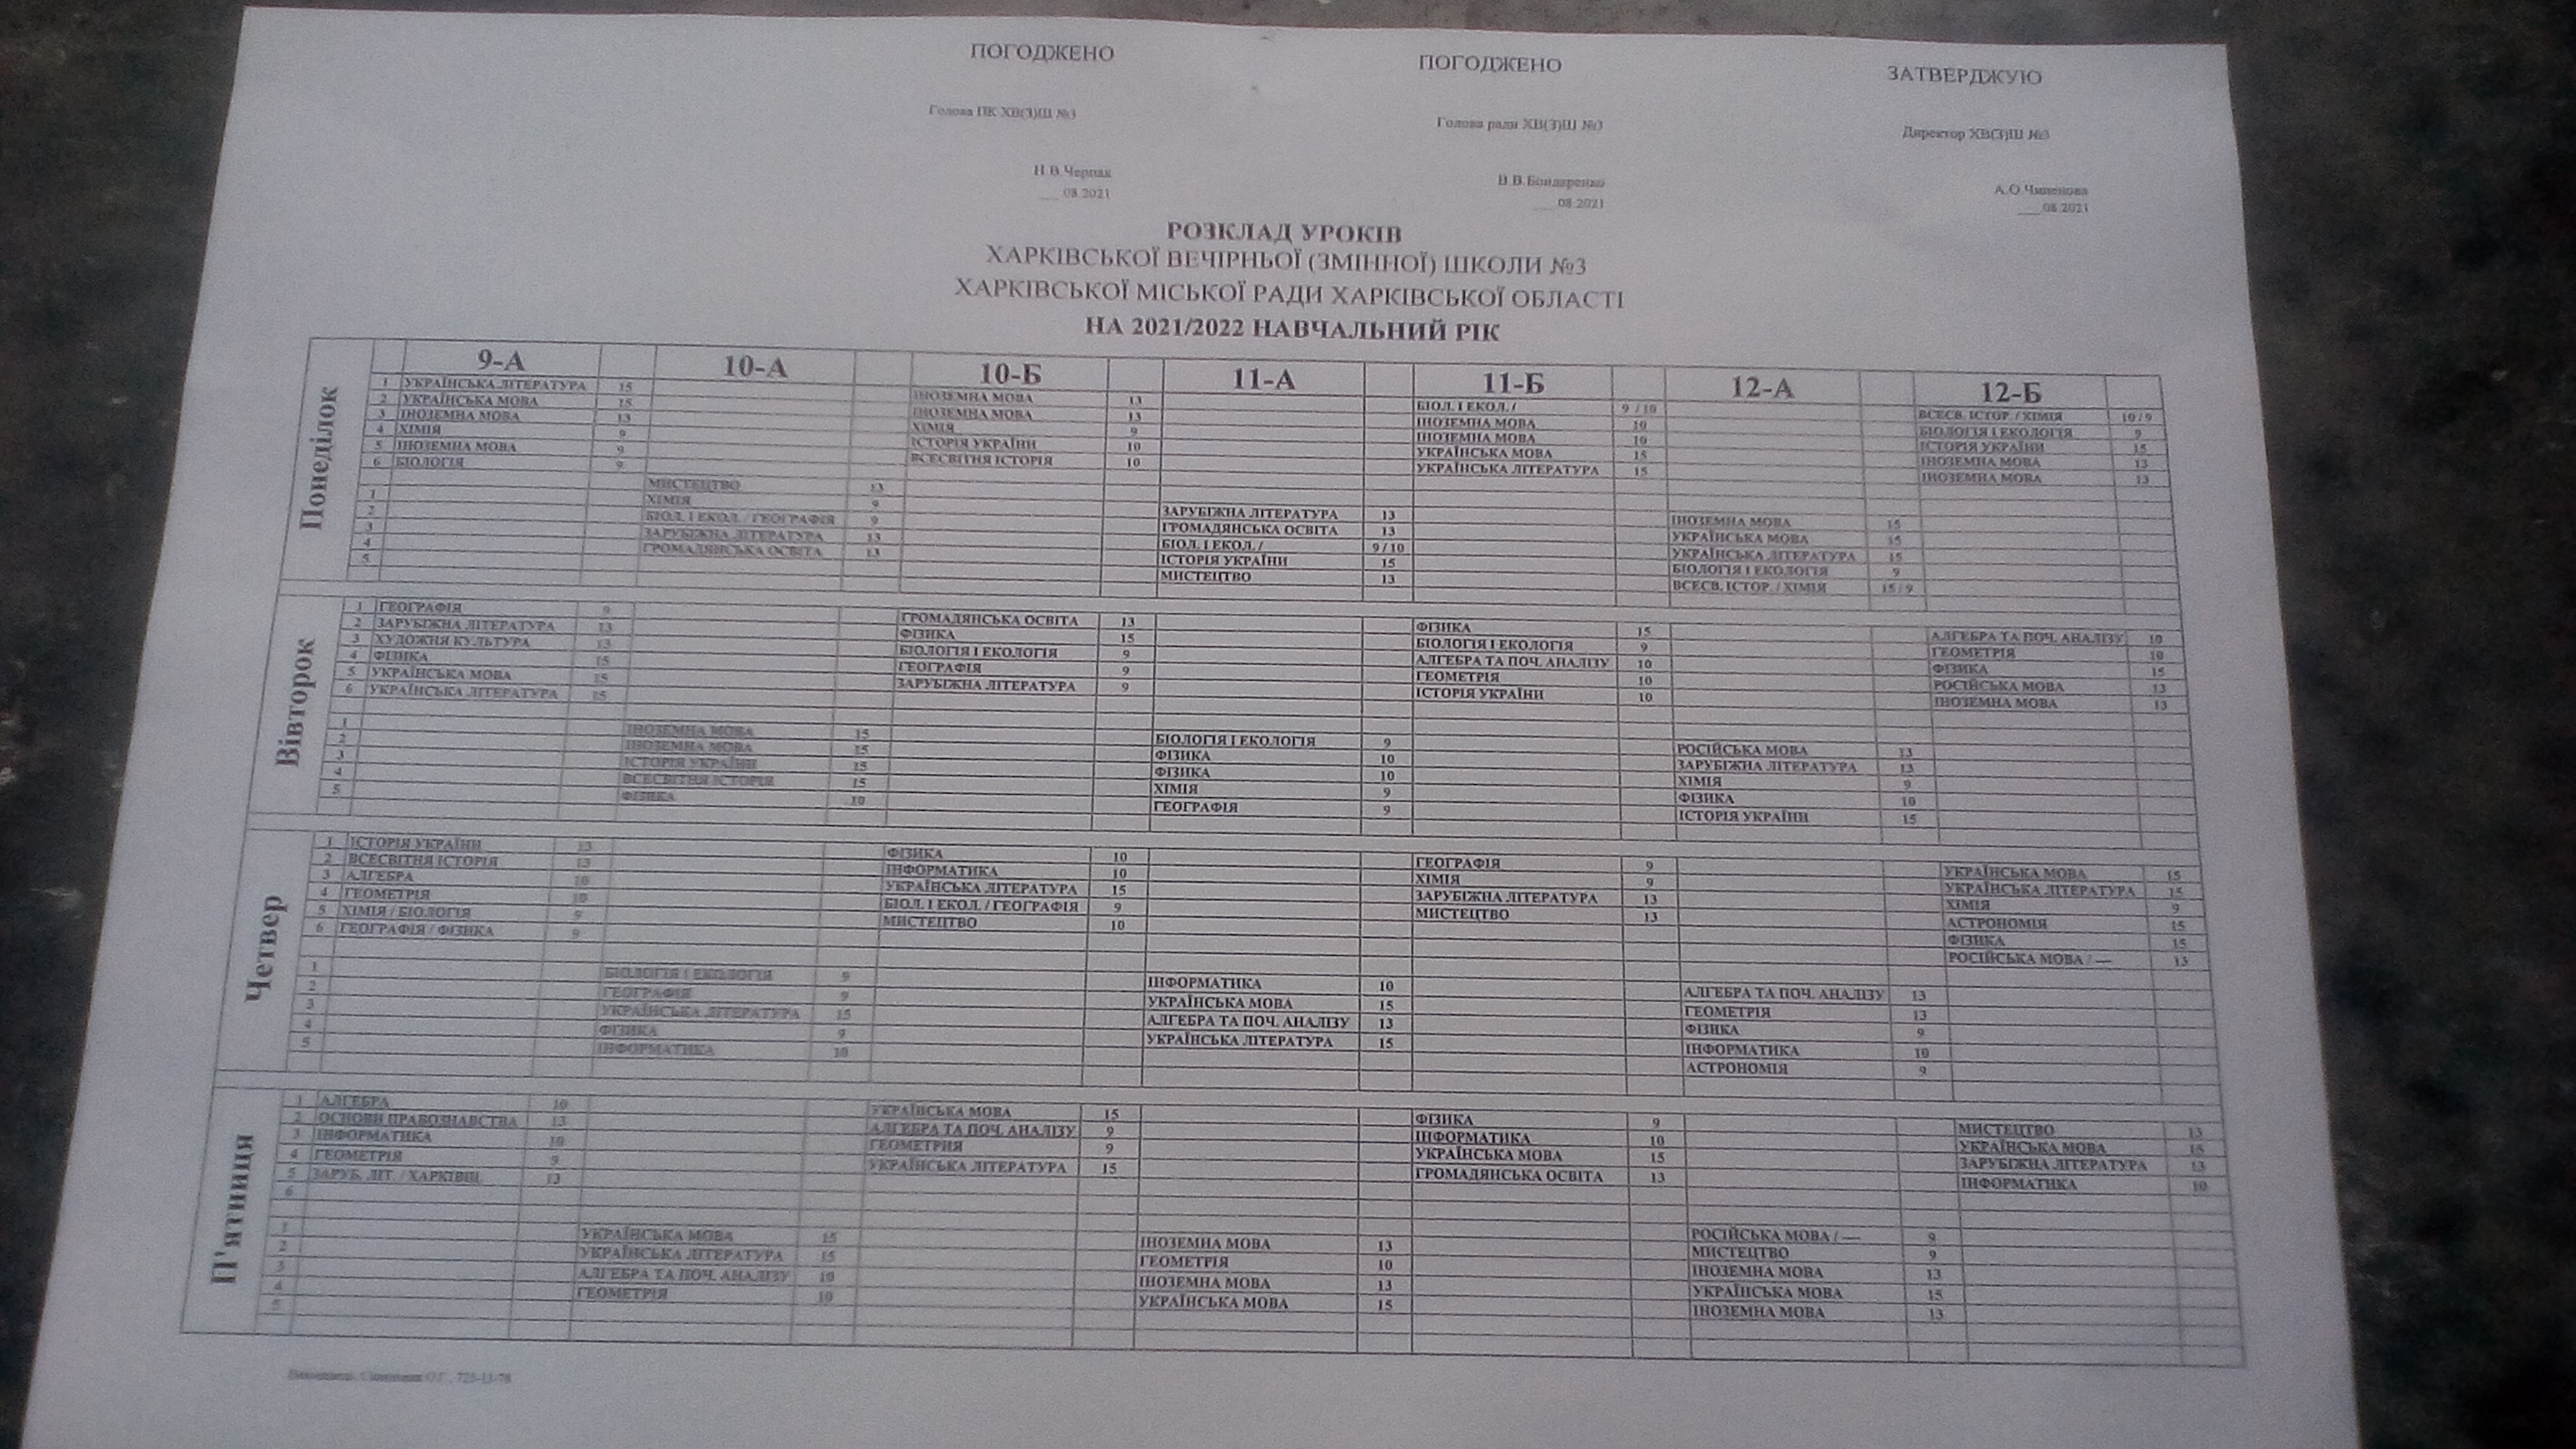 ПОГОДЖЕНО ПОГОДЖЕНО ЗАТВЕРДЖУЮ
Голова ПК ХВ(З)Ш №3 Голова ради ХВ(З)Ш №3 Директор ХВ(З)Ш №3
Н.В.Черпак В.В.Бондаренко А.О.
___ 08.2021 ___ 08.2021 ___ 08.2021
РОЗКЛАД УРОКІВ
ХАРКІВСЬКОЇ ВЕЧІРНЬОЇ (ЗМІННОЇ) ШКОЛИ №3
ХАРКІВСЬКОЇ МІСЬКОЇ РАДИ ХАРКІВСЬКОЇ ОБЛАСТІ
НА 2021/2022 НАВЧАЛЬНИЙ РІК
9-А 10-А 10-Б 11-А 11-Б 12-А 12-Б
Понеділок
1 УКРАЇНСЬКА ЛІТЕРАТУРА 15 ІНОЗЕМНА МОВА 13 БІОЛ. І ЕКОЛ. / 9 / 10 ВСЕСВ. ІСТОР. / ХІМІЯ 10 / 9
2 УКРАЇНСЬКА МОВА 15 ІНОЗЕМНА МОВА 13 ІНОЗЕМНА МОВА 10 БІОЛОГІЯ І ЕКОЛОГІЯ 9
3 ІНОЗЕМНА МОВА 13 ХІМІЯ 9 ІНОЗЕМНА МОВА 10 ІСТОРІЯ УКРАЇНИ 15
4 ХІМІЯ 9 ІСТОРІЯ УКРАЇНИ 10 УКРАЇНСЬКА МОВА 15 ІНОЗЕМНА МОВА 13
5 ІНОЗЕМНА МОВА 9 ВСЕСВІТНЯ ІСТОРІЯ 10 УКРАЇНСЬКА ЛІТЕРАТУРА 15 ІНОЗЕМНА МОВА 13
6 БІОЛОГІЯ 9
1 МИСТЕЦТВО 13 ЗАРУБІЖНА ЛІТЕРАТУРА 13 ІНОЗЕМНА МОВА 15
2 ХІМІЯ 9 ГРОМАДЯНСЬКА ОСВІТА 13 УКРАЇНСЬКА МОВА 15
3 БІОЛ. І ЕКОЛ. / ГЕОГРАФІЯ 9 БІОЛ. І ЕКОЛ. / 9 / 10 УКРАЇНСЬКА ЛІТЕРАТУРА 15
4 ЗАРУБІЖНА ЛІТЕРАТУРА 13 ІСТОРІЯ УКРАЇНИ 15 БІОЛОГІЯ І ЕКОЛОГІЯ 9
5 ГРОМАДЯНСЬКА ОСВІТА 13 МИСТЕЦТВО 13 ВСЕСВ. ІСТОР. / ХІМІЯ 15 / 9
Вівторок
1 ГЕОГРАФІЯ 9 ГРОМАДЯНСЬКА ОСВІТА 13 ФІЗИКА 15 АЛГЕБРА ТА ПОЧ. АНАЛІЗУ 10
2 ЗАРУБІЖНА ЛІТЕРАТУРА 13 ФІЗИКА 15 БІОЛОГІЯ І ЕКОЛОГІЯ 9 ГЕОМЕТРІЯ 10
3 ХУДОЖНЯ КУЛЬТУРА 13 БІОЛОГІЯ І ЕКОЛОГІЯ 9 АЛГЕБРА ТА ПОЧ. АНАЛІЗУ 10 ФІЗИКА 15
4 ФІЗИКА 15 ГЕОГРАФІЯ 9 ГЕОМЕТРІЯ 10 РОСІЙСЬКА МОВА 13
5 УКРАЇНСЬКА МОВА 15 ЗАРУБІЖНА ЛІТЕРАТУРА 9 ІСТОРІЯ УКРАЇНИ 10 ІНОЗЕМНА МОВА 13
6 УКРАЇНСЬКА ЛІТЕРАТУРА 15
1 ІНОЗЕМНА МОВА 15 БІОЛОГІЯ І ЕКОЛОГІЯ 9 РОСІЙСЬКА МОВА 13
2 ІНОЗЕМНА МОВА 15 ФІЗИКА 10 ЗАРУБІЖНА ЛІТЕРАТУРА 13
3 ІСТОРІЯ УКРАЇНИ 15 ФІЗИКА 10 ХІМІЯ 9
4 ВСЕСВІТНЯ ІСТОРІЯ 15 ХІМІЯ 9 ФІЗИКА 10
5 ФІЗИКА 10 ГЕОГРАФІЯ 9 ІСТОРІЯ УКРАЇНИ 15
Четвер
1 ІСТОРІЯ УКРАЇНИ 13 ФІЗИКА 10 ГЕОГРАФІЯ 9 УКРАЇНСЬКА МОВА 15
2 ВСЕСВІТНЯ ІСТОРІЯ 13 ІНФОРМАТИКА 10 ХІМІЯ 9 УКРАЇНСЬКА ЛІТЕРАТУРА 15
3 АЛГЕБРА 10 УКРАЇНСЬКА ЛІТЕРАТУРА 15 ЗАРУБІЖНА ЛІТЕРАТУРА 13 ХІМІЯ 9
4 ГЕОМЕТРІЯ 10 БІОЛ. І ЕКОЛ. / ГЕОГРАФІЯ 9 МИСТЕЦТВО 13 АСТРОНОМІЯ 15
5 ХІМІЯ / БІОЛОГІЯ 9 МИСТЕЦТВО 10 ФІЗИКА 15
6 ГЕОГРАФІЯ / ФІЗИКА 9 РОСІЙСЬКА МОВА / — 13
1 БІОЛОГІЯ І ЕКОЛОГІЯ 9 ІНФОРМАТИКА 10 АЛГЕБРА ТА ПОЧ. АНАЛІЗУ 13
2 ГЕОГРАФІЯ 9 УКРАЇНСЬКА МОВА 15 ГЕОМЕТРІЯ 13
3 УКРАЇНСЬКА ЛІТЕРАТУРА 15 АЛГЕБРА ТА ПОЧ. АНАЛІЗУ 13 ФІЗИКА 9
4 ФІЗИКА 9 УКРАЇНСЬКА ЛІТЕРАТУРА 15 ІНФОРМАТИКА 10
5 ІНФОРМАТИКА 10 АСТРОНОМІЯ 9
П'ятниця
1 АЛГЕБРА 10 УКРАЇНСЬКА МОВА 15 ФІЗИКА 9 МИСТЕЦТВО 13
2 ОСНОВИ ПРАВОЗНАВСТВА 13 АЛГЕБРА ТА ПОЧ. АНАЛІЗУ 9 ІНФОРМАТИКА 10 УКРАЇНСЬКА МОВА 15
3 ІНФОРМАТИКА 10 ГЕОМЕТРИЯ 9 УКРАЇНСЬКА МОВА 15 ЗАРУБІЖНА ЛІТЕРАТУРА 13
4 ГЕОМЕТРІЯ 9 УКРАЇНСЬКА ЛІТЕРАТУРА 15 ГРОМАДЯНСЬКА ОСВІТА 13 ІНФОРМАТИКА 10
5 ЗАРУБ. ЛІТ. / ХАРКІВЩ. 13
6
1 УКРАЇНСЬКА МОВА 15 ІНОЗЕМНА МОВА 13 РОСІЙСЬКА МОВА / — 9
2 УКРАЇНСЬКА ЛІТЕРАТУРА 15 ГЕОМЕТРІЯ 10 МИСТЕЦТВО 9
3 АЛГЕБРА ТА ПОЧ. АНАЛІЗУ 10 ІНОЗЕМНА МОВА 13 ІНОЗЕМНА МОВА 13
4 ГЕОМЕТРІЯ 10 УКРАЇНСЬКА МОВА 15 УКРАЇНСЬКА МОВА 15
5 ІНОЗЕМНА МОВА 13
725-13-78